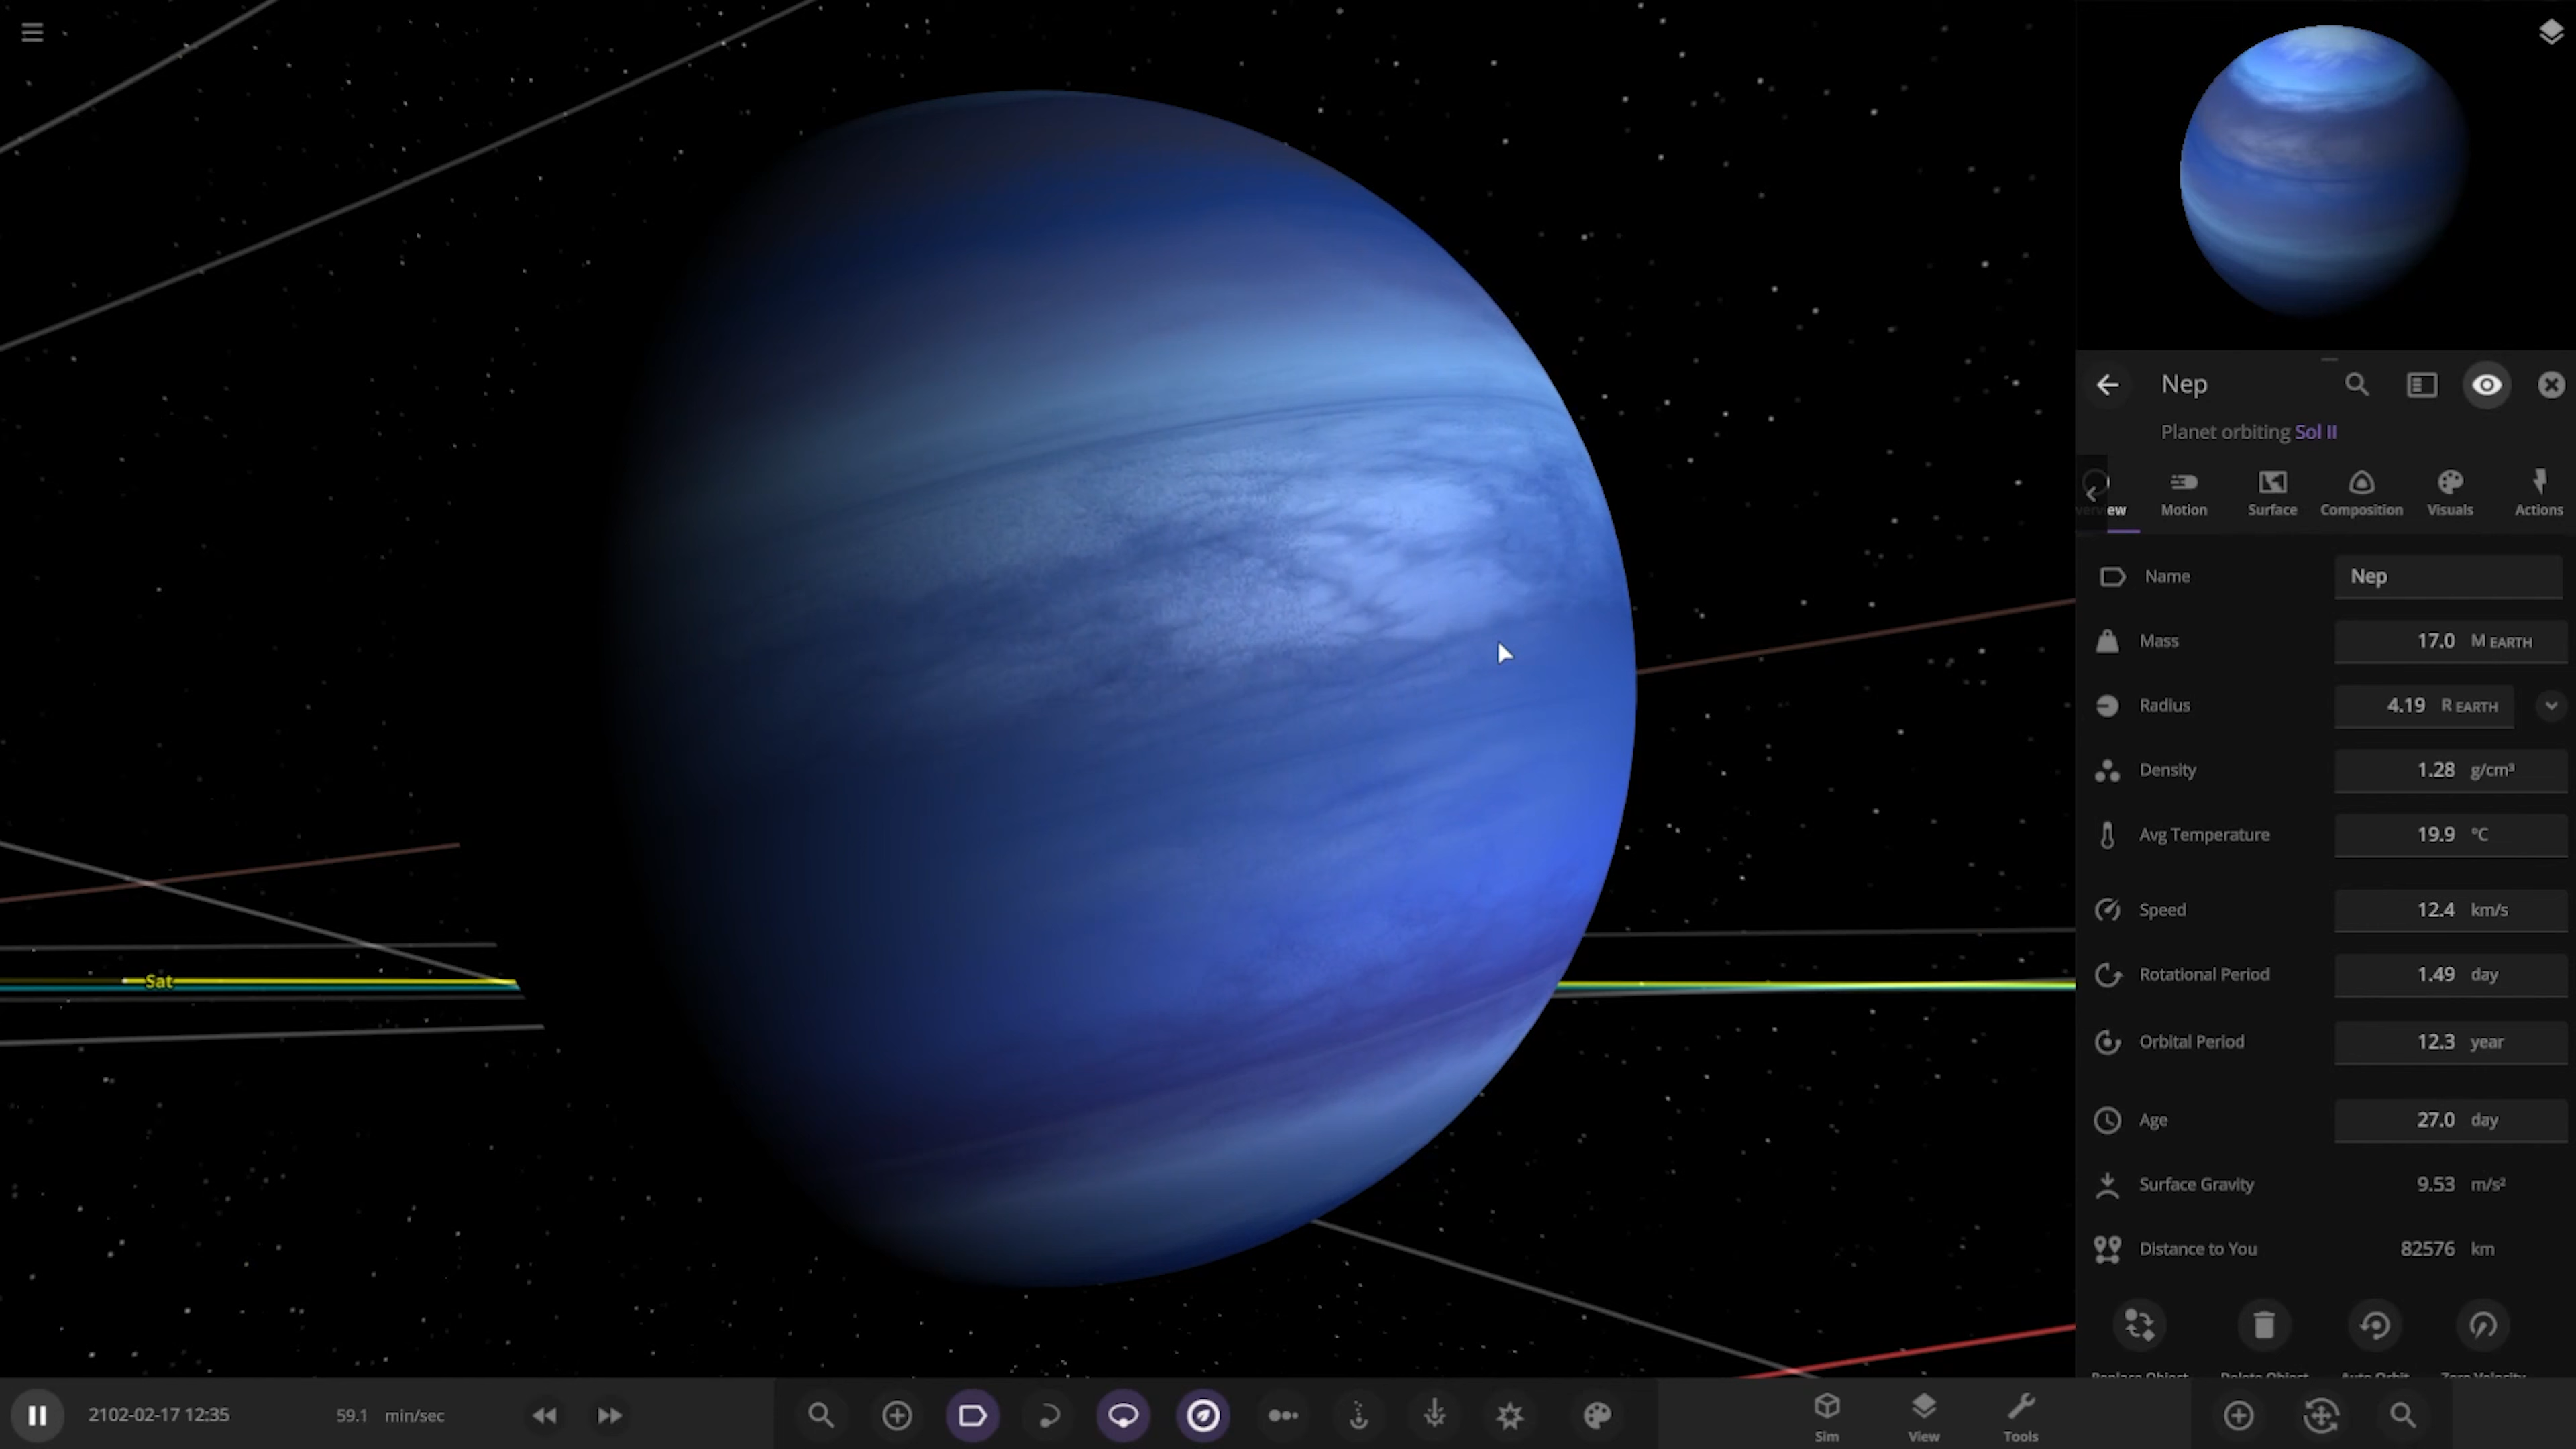 Nep
Planet orbiting Sol II
Motion
Surface
Composition
Visuals
Actions
Name Nep
Mass 17.0 M EARTH
Radius 4.19 R EARTH
Density 1.28 g/cm³
Avg Temperature 19.9 °C
Speed 12.4 km/s
Rotational Period 1.49 day
Orbital Period 12.3 year
Age 27.0 day
Surface Gravity 9.53 m/s²
Distance to You 82576 km
Sat
2102-02-17 12:35
59.1 min/sec
Sim
View
Tools